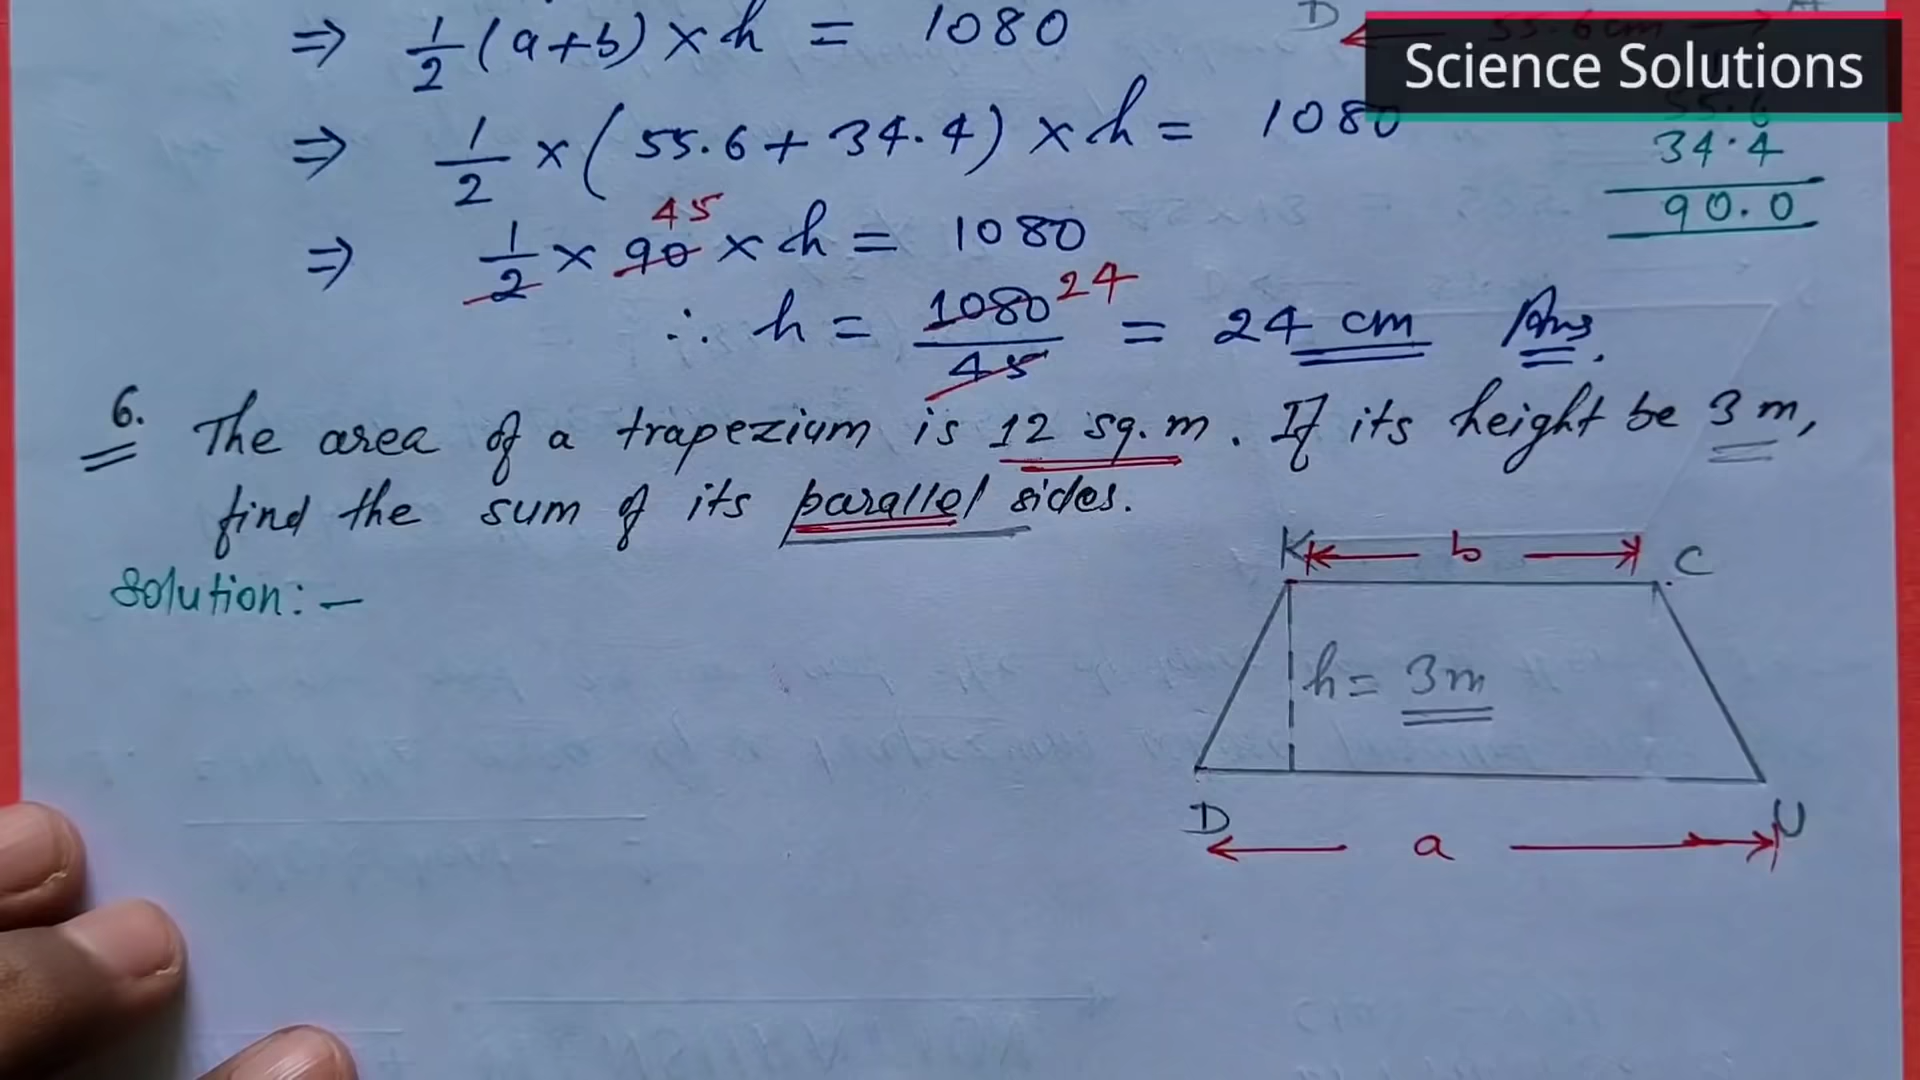 ⇒ 1/2 (a+b) × h = 1080
D
Science Solutions
⇒ 1/2 × (55.6 + 34.4) × h = 1080
34.4
90.0
45
⇒ 1/2 × 90 × h = 1080
24
∴ h = 1080/45 = 24 cm Ans.
6. The area of a trapezium is 12 sq.m. If its height be 3 m,
find the sum of its parallel sides.
Solution:-
K b C
h = 3m
D N
a